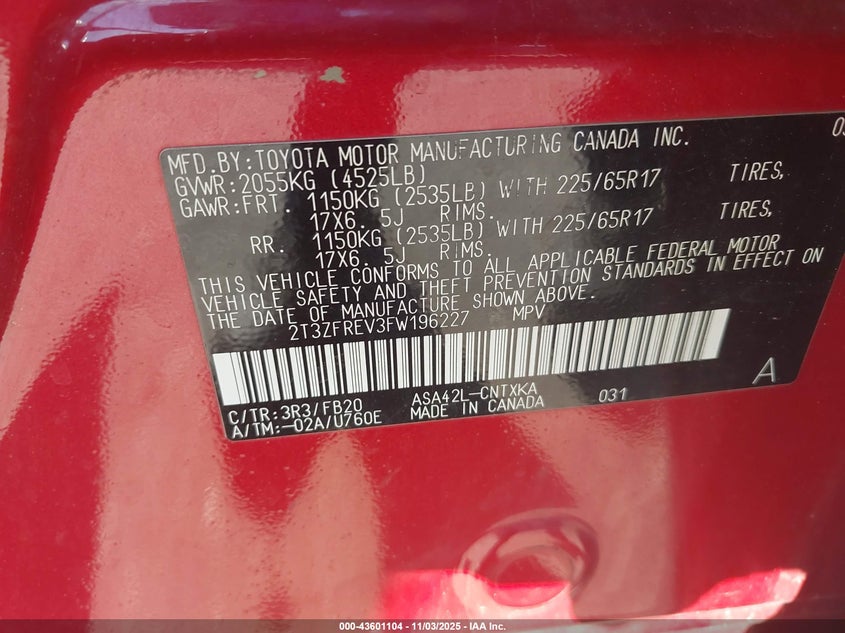 MFD.BY:TOYOTA MOTOR MANUFACTURING CANADA INC.
GVWR:2055KG (4525LB)
GAWR:FRT. 1150KG (2535LB) WITH 225/65R17 TIRES,
17X6. 5J RIMS.
RR. 1150KG (2535LB) WITH 225/65R17 TIRES,
17X6. 5J RIMS.
THIS VEHICLE CONFORMS TO ALL APPLICABLE FEDERAL MOTOR
VEHICLE SAFETY AND THEFT PREVENTION STANDARDS IN EFFECT ON
THE DATE OF MANUFACTURE SHOWN ABOVE.
2T3ZFREV3FW196227 MPV
C/TR:3R3/FB20 ASA42L-CNTXKA 031 A
A/TM:-02A/U760E MADE IN CANADA
000-43601104 - 11/03/2025 - IAA Inc.